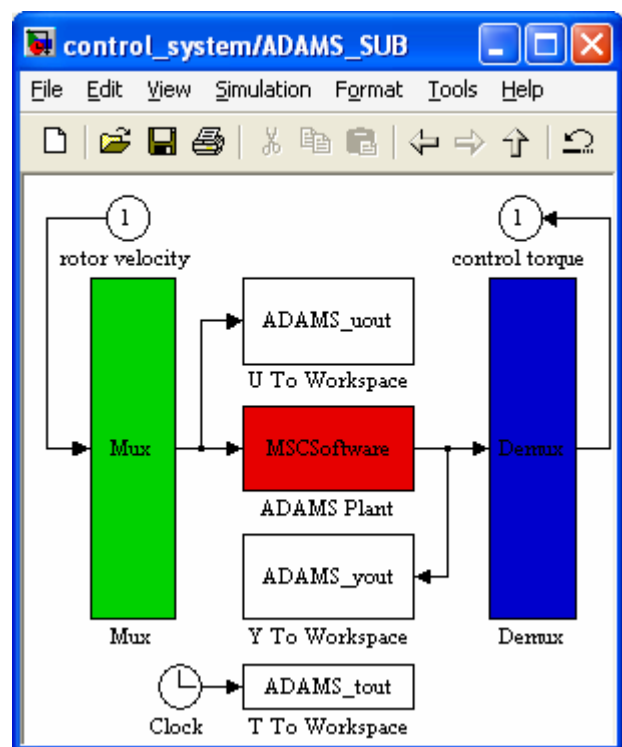 control_system/ADAMS_SUB
File Edit View Simulation Format Tools Help
1
rotor velocity
1
control torque
ADAMS_uout
U To Workspace
Mux
MSCSoftware
Demux
ADAMS Plant
ADAMS_yout
Mux
Y To Workspace
Demux
ADAMS_tout
Clock
T To Workspace